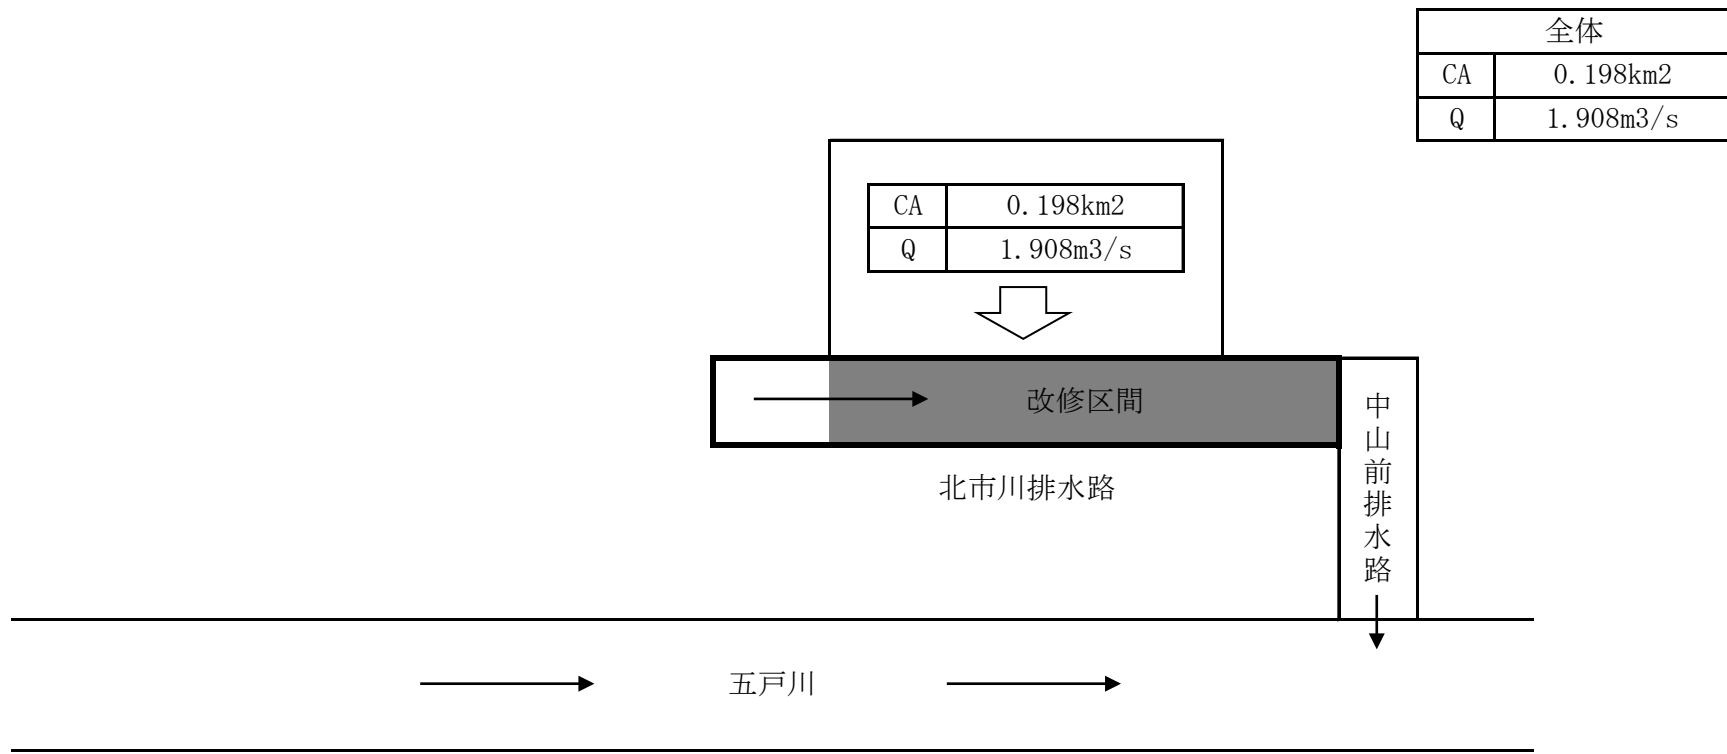 全体
CA 0.198km2
Q 1.908m3/s
CA 0.198km2
Q 1.908m3/s
改修区間
中山前排水路
北市川排水路
五戸川